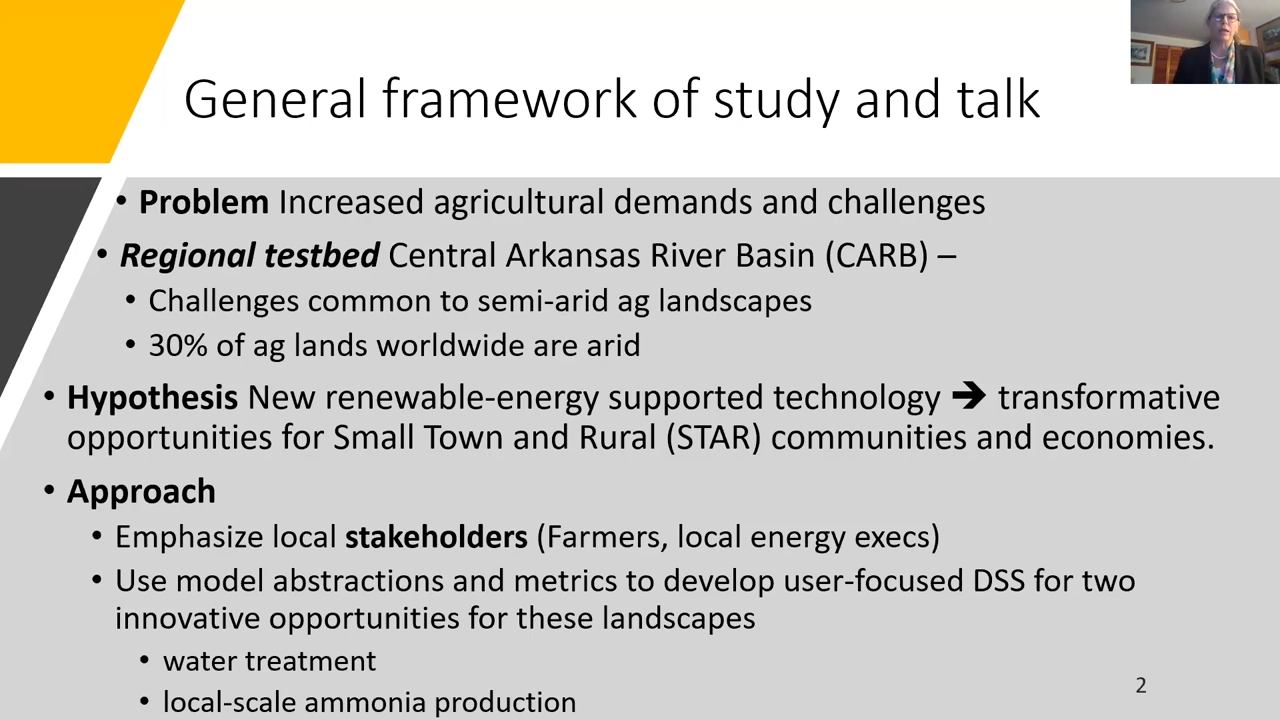 General framework of study and talk
• Problem Increased agricultural demands and challenges
• Regional testbed Central Arkansas River Basin (CARB) –
• Challenges common to semi-arid ag landscapes
• 30% of ag lands worldwide are arid
• Hypothesis New renewable-energy supported technology ➔ transformative
opportunities for Small Town and Rural (STAR) communities and economies.
• Approach
• Emphasize local stakeholders (Farmers, local energy execs)
• Use model abstractions and metrics to develop user-focused DSS for two
innovative opportunities for these landscapes
• water treatment
• local-scale ammonia production
2